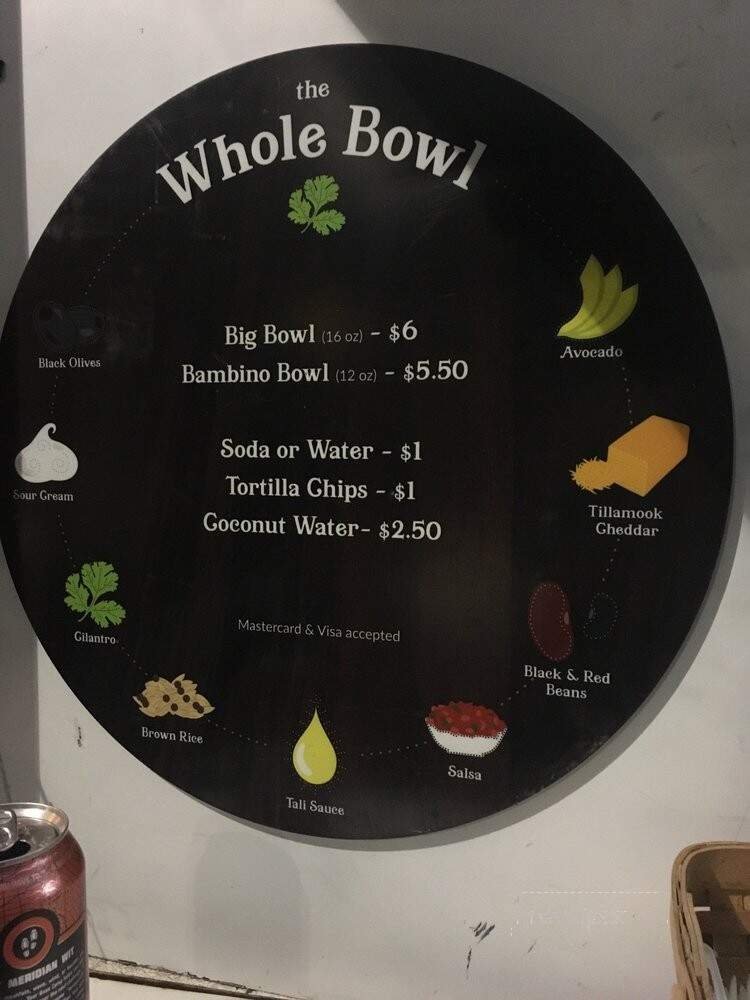 the
Whole Bowl
Big Bowl (16 oz) - $6
Bambino Bowl (12 oz) - $5.50
Soda or Water - $1
Tortilla Chips - $1
Coconut Water- $2.50
Mastercard & Visa accepted
Avocado
Tillamook
Cheddar
Black & Red
Beans
Salsa
Tali Sauce
Brown Rice
Cilantro
Sour Cream
Black Olives
MERIDIAN WIT